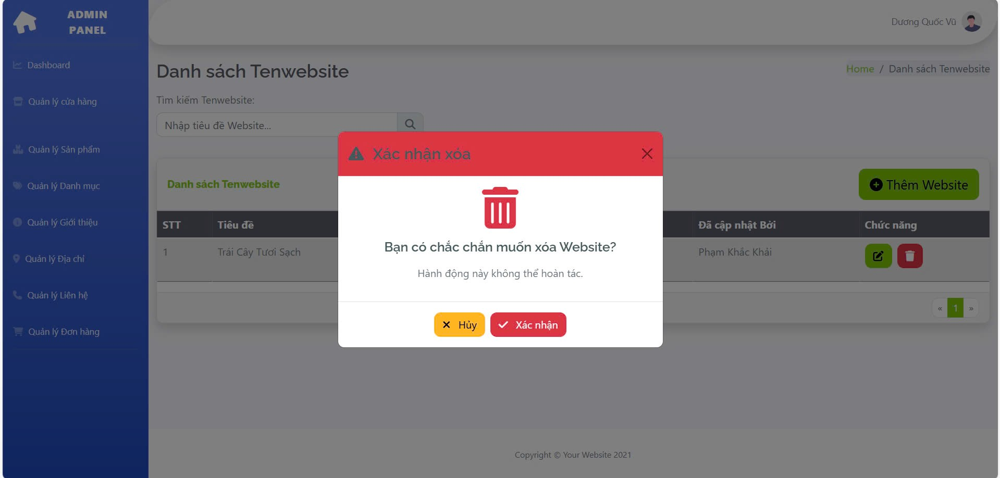 ADMIN
PANEL
Dương Quốc Vũ
Dashboard
Quản lý cửa hàng
Quản lý Sản phẩm
Quản lý Danh mục
Quản lý Giới thiệu
Quản lý Địa chỉ
Quản lý Liên hệ
Quản lý Đơn hàng
Danh sách Tenwebsite
Home / Danh sách Tenwebsite
Tìm kiếm Tenwebsite:
Nhập tiêu đề Website...
Danh sách Tenwebsite
Thêm Website
STT Tiêu đề Đã cập nhật Bởi Chức năng
1 Trái Cây Tươi Sạch Phạm Khắc Khải
« 1 »
Xác nhận xóa
Bạn có chắc chắn muốn xóa Website?
Hành động này không thể hoàn tác.
Hủy Xác nhận
Copyright © Your Website 2021